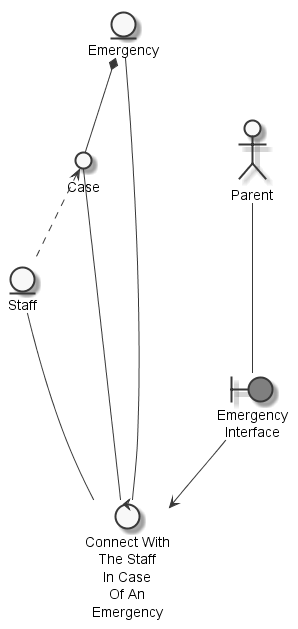 Emergency
Case
Parent
Staff
Emergency
Interface
Connect With
The Staff
In Case
Of An
Emergency